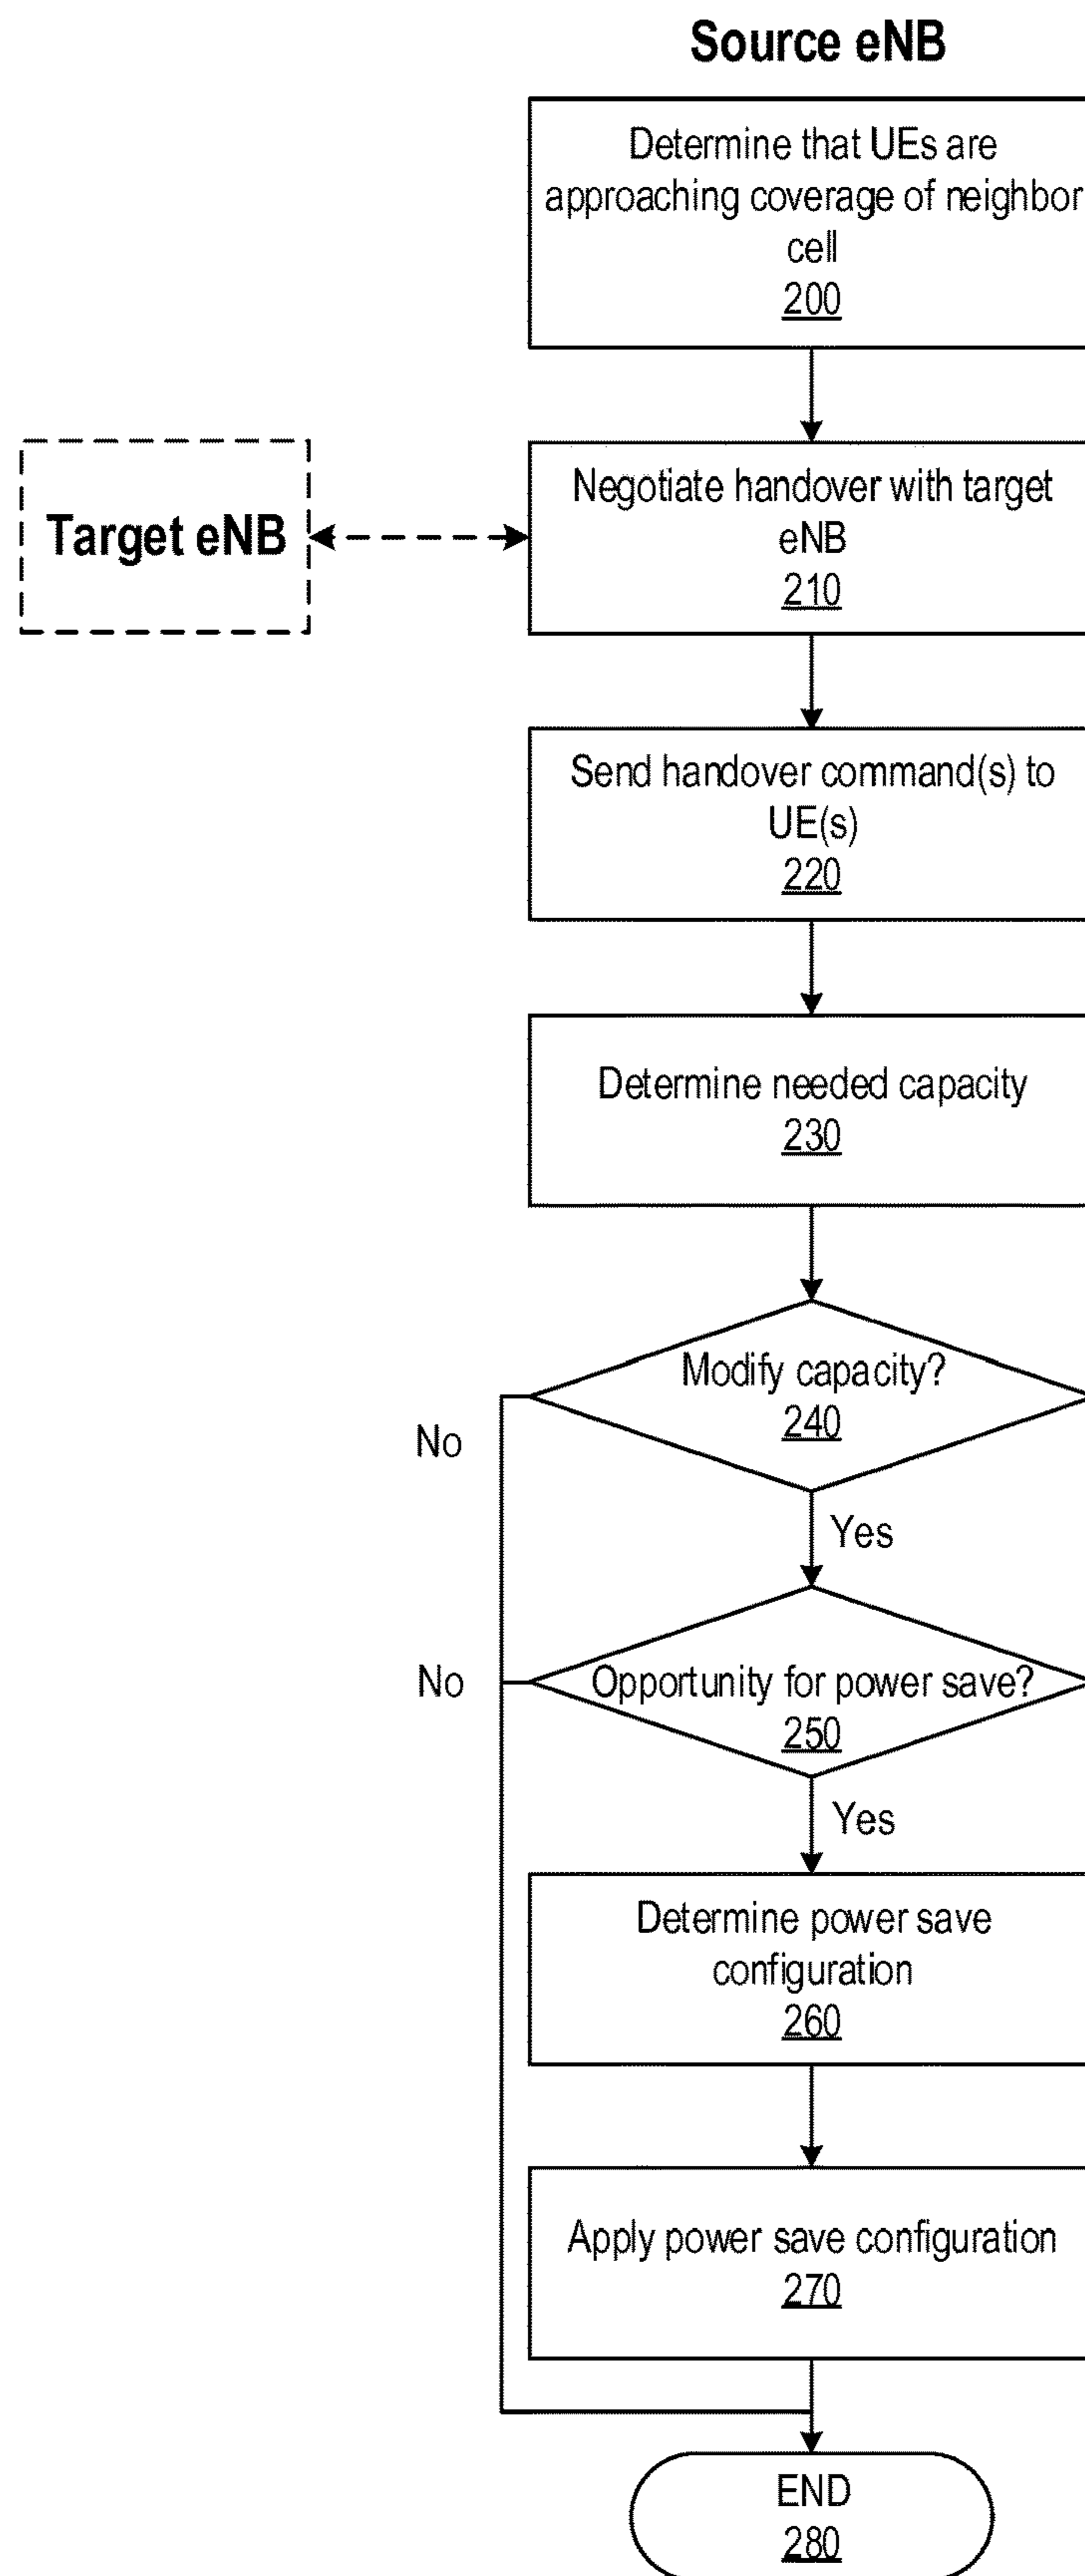 Source eNB
Determine that UEs are
approaching coverage of neighbor
cell
200
Target eNB
Negotiate handover with target
eNB
210
Send handover command(s) to
UE(s)
220
Determine needed capacity
230
Modify capacity?
240
No
Yes
Opportunity for power save?
250
No
Yes
Determine power save
configuration
260
Apply power save configuration
270
END
280